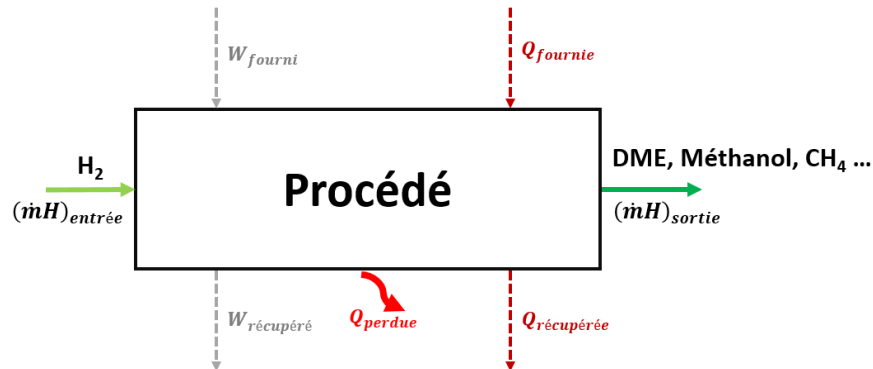 W_fourni
Q_fournie
H₂
(ṁH)_entrée
Procédé
DME, Méthanol, CH₄ ...
(ṁH)_sortie
W_récupéré
Q_perdue
Q_récupérée